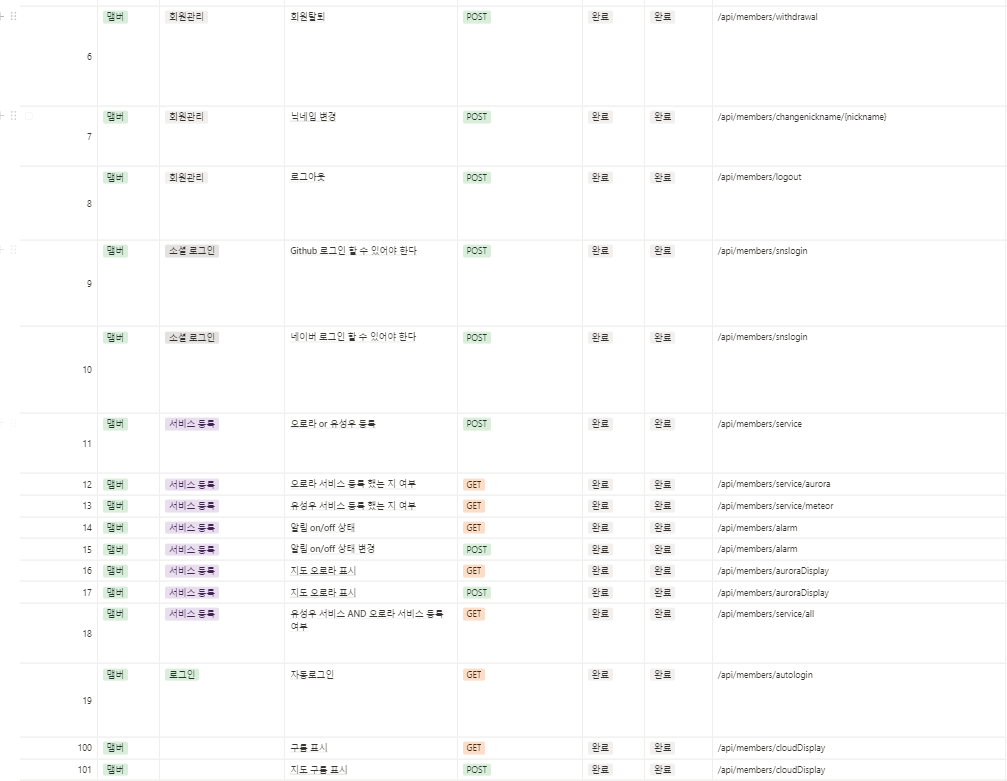 맴버 회원관리 회원탈퇴 POST 완료 완료 /api/members/withdrawal
6
맴버 회원관리 닉네임 변경 POST 완료 완료 /api/members/changenickname/{nickname}
7
맴버 회원관리 로그아웃 POST 완료 완료 /api/members/logout
8
맴버 소셜 로그인 Github 로그인 할 수 있어야 한다 POST 완료 완료 /api/members/snslogin
9
맴버 소셜 로그인 네이버 로그인 할 수 있어야 한다 POST 완료 완료 /api/members/snslogin
10
맴버 서비스 등록 오로라 or 유성우 등록 POST 완료 완료 /api/members/service
11
12 맴버 서비스 등록 오로라 서비스 등록 했는 지 여부 GET 완료 완료 /api/members/service/aurora
13 맴버 서비스 등록 유성우 서비스 등록 했는 지 여부 GET 완료 완료 /api/members/service/meteor
14 맴버 서비스 등록 알림 on/off 상태 GET 완료 완료 /api/members/alarm
15 맴버 서비스 등록 알림 on/off 상태 변경 POST 완료 완료 /api/members/alarm
16 맴버 서비스 등록 지도 오로라 표시 GET 완료 완료 /api/members/auroraDisplay
17 맴버 서비스 등록 지도 오로라 표시 POST 완료 완료 /api/members/auroraDisplay
맴버 서비스 등록 유성우 서비스 AND 오로라 서비스 등록 GET 완료 완료 /api/members/service/all
여부
18
맴버 로그인 자동로그인 GET 완료 완료 /api/members/autologin
19
100 맴버 구름 표시 GET 완료 완료 /api/members/cloudDisplay
101 맴버 지도 구름 표시 POST 완료 완료 /api/members/cloudDisplay